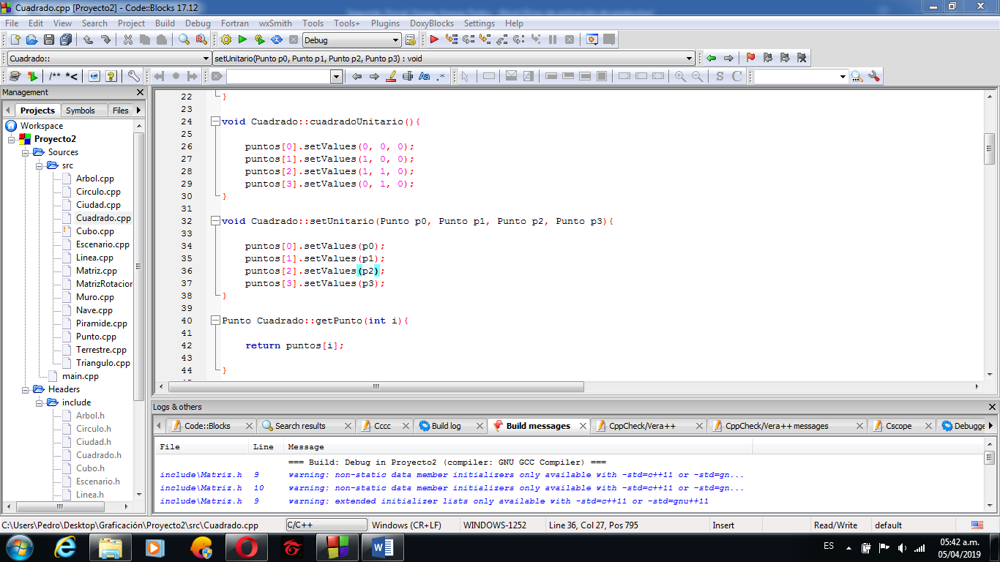 Cuadrado.cpp [Proyecto2] - Code::Blocks 17.12
File Edit View Search Project Build Debug Fortran wxSmith Tools Tools+ Plugins DoxyBlocks Settings Help
Debug
Cuadrado:: setUnitario(Punto p0, Punto p1, Punto p2, Punto p3) : void
/** *<
Management
Projects Symbols Files
Workspace
Proyecto2
Sources
src
Arbol.cpp
Circulo.cpp
Ciudad.cpp
Cuadrado.cpp
Cubo.cpp
Escenario.cpp
Linea.cpp
Matriz.cpp
MatrizRotacion
Muro.cpp
Nave.cpp
Piramide.cpp
Punto.cpp
Terrestre.cpp
Triangulo.cpp
main.cpp
Headers
include
Arbol.h
Circulo.h
Ciudad.h
Cuadrado.h
Cubo.h
Escenario.h
Linea.h
22 }
23
24 void Cuadrado::cuadradoUnitario(){
25
26 puntos[0].setValues(0, 0, 0);
27 puntos[1].setValues(1, 0, 0);
28 puntos[2].setValues(1, 1, 0);
29 puntos[3].setValues(0, 1, 0);
30 }
31
32 void Cuadrado::setUnitario(Punto p0, Punto p1, Punto p2, Punto p3){
33
34 puntos[0].setValues(p0);
35 puntos[1].setValues(p1);
36 puntos[2].setValues(p2);
37 puntos[3].setValues(p3);
38 }
39
40 Punto Cuadrado::getPunto(int i){
41
42 return puntos[i];
43
44 }
Logs & others
Code::Blocks Search results Cccc Build log Build messages CppCheck/Vera++ CppCheck/Vera++ messages Cscope Debugge
File Line Message
=== Build: Debug in Proyecto2 (compiler: GNU GCC Compiler) ===
include\Matriz.h 9 warning: non-static data member initializers only available with -std=c++11 or -std=gn...
include\Matriz.h 10 warning: non-static data member initializers only available with -std=c++11 or -std=gn...
include\Matriz.h 9 warning: extended initializer lists only available with -std=c++11 or -std=gnu++11
C:\Users\Pedro\Desktop\Graficación\Proyecto2\src\Cuadrado.cpp C/C++ Windows (CR+LF) WINDOWS-1252 Line 36, Col 27, Pos 795 Insert Read/Write default
ES
05:42 a.m.
05/04/2019